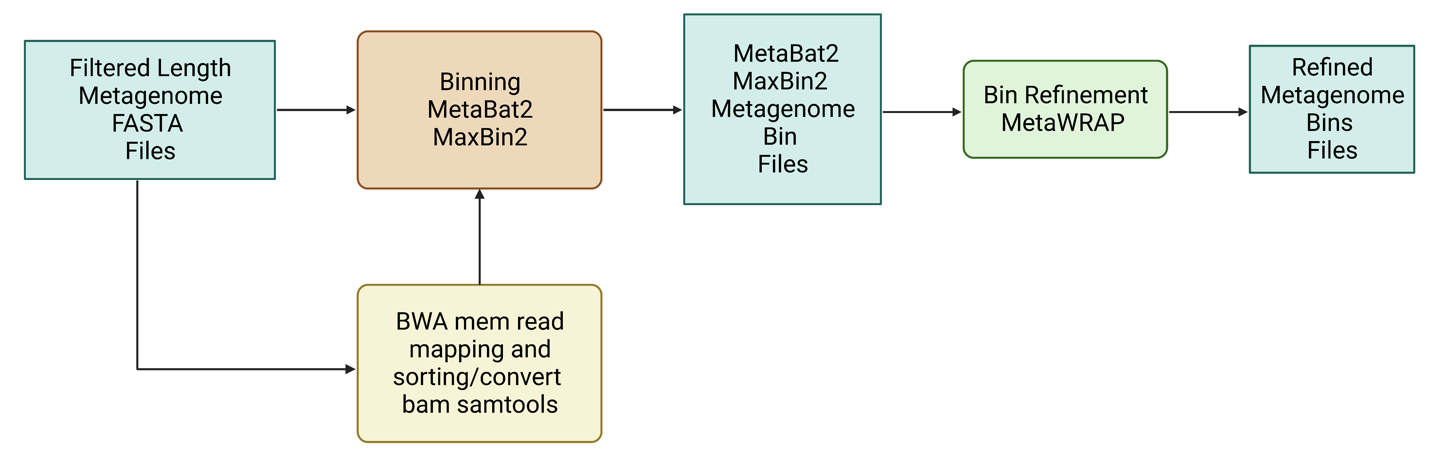 Filtered Length
Metagenome
FASTA
Files
Binning
MetaBat2
MaxBin2
MetaBat2
MaxBin2
Metagenome
Bin
Files
Bin Refinement
MetaWRAP
Refined
Metagenome
Bins
Files
BWA mem read
mapping and
sorting/convert
bam samtools